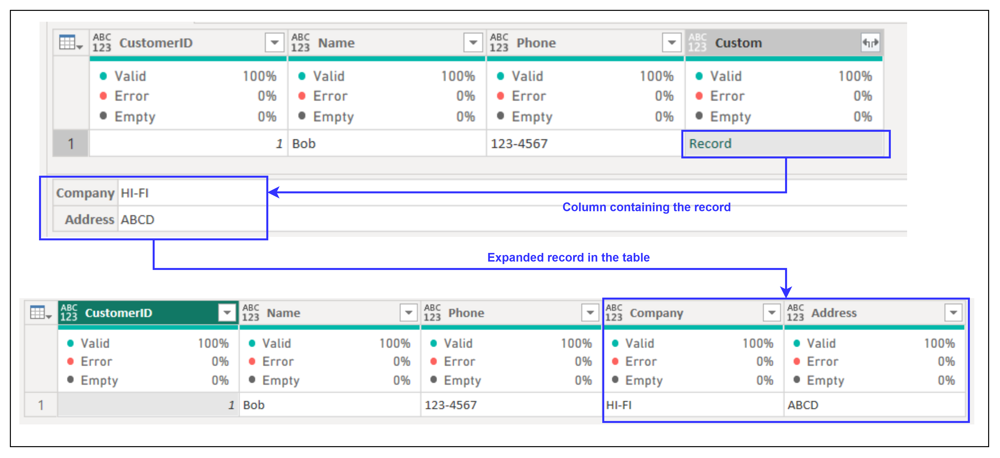 ABC 123 CustomerID ABC 123 Name ABC 123 Phone ABC 123 Custom
Valid 100% Valid 100% Valid 100% Valid 100%
Error 0% Error 0% Error 0% Error 0%
Empty 0% Empty 0% Empty 0% Empty 0%
1 1 Bob 123-4567 Record
Company HI-FI
Column containing the record
Address ABCD
Expanded record in the table
ABC 123 CustomerID ABC 123 Name ABC 123 Phone ABC 123 Company ABC 123 Address
Valid 100% Valid 100% Valid 100% Valid 100% Valid 100%
Error 0% Error 0% Error 0% Error 0% Error 0%
Empty 0% Empty 0% Empty 0% Empty 0% Empty 0%
1 1 Bob 123-4567 HI-FI ABCD